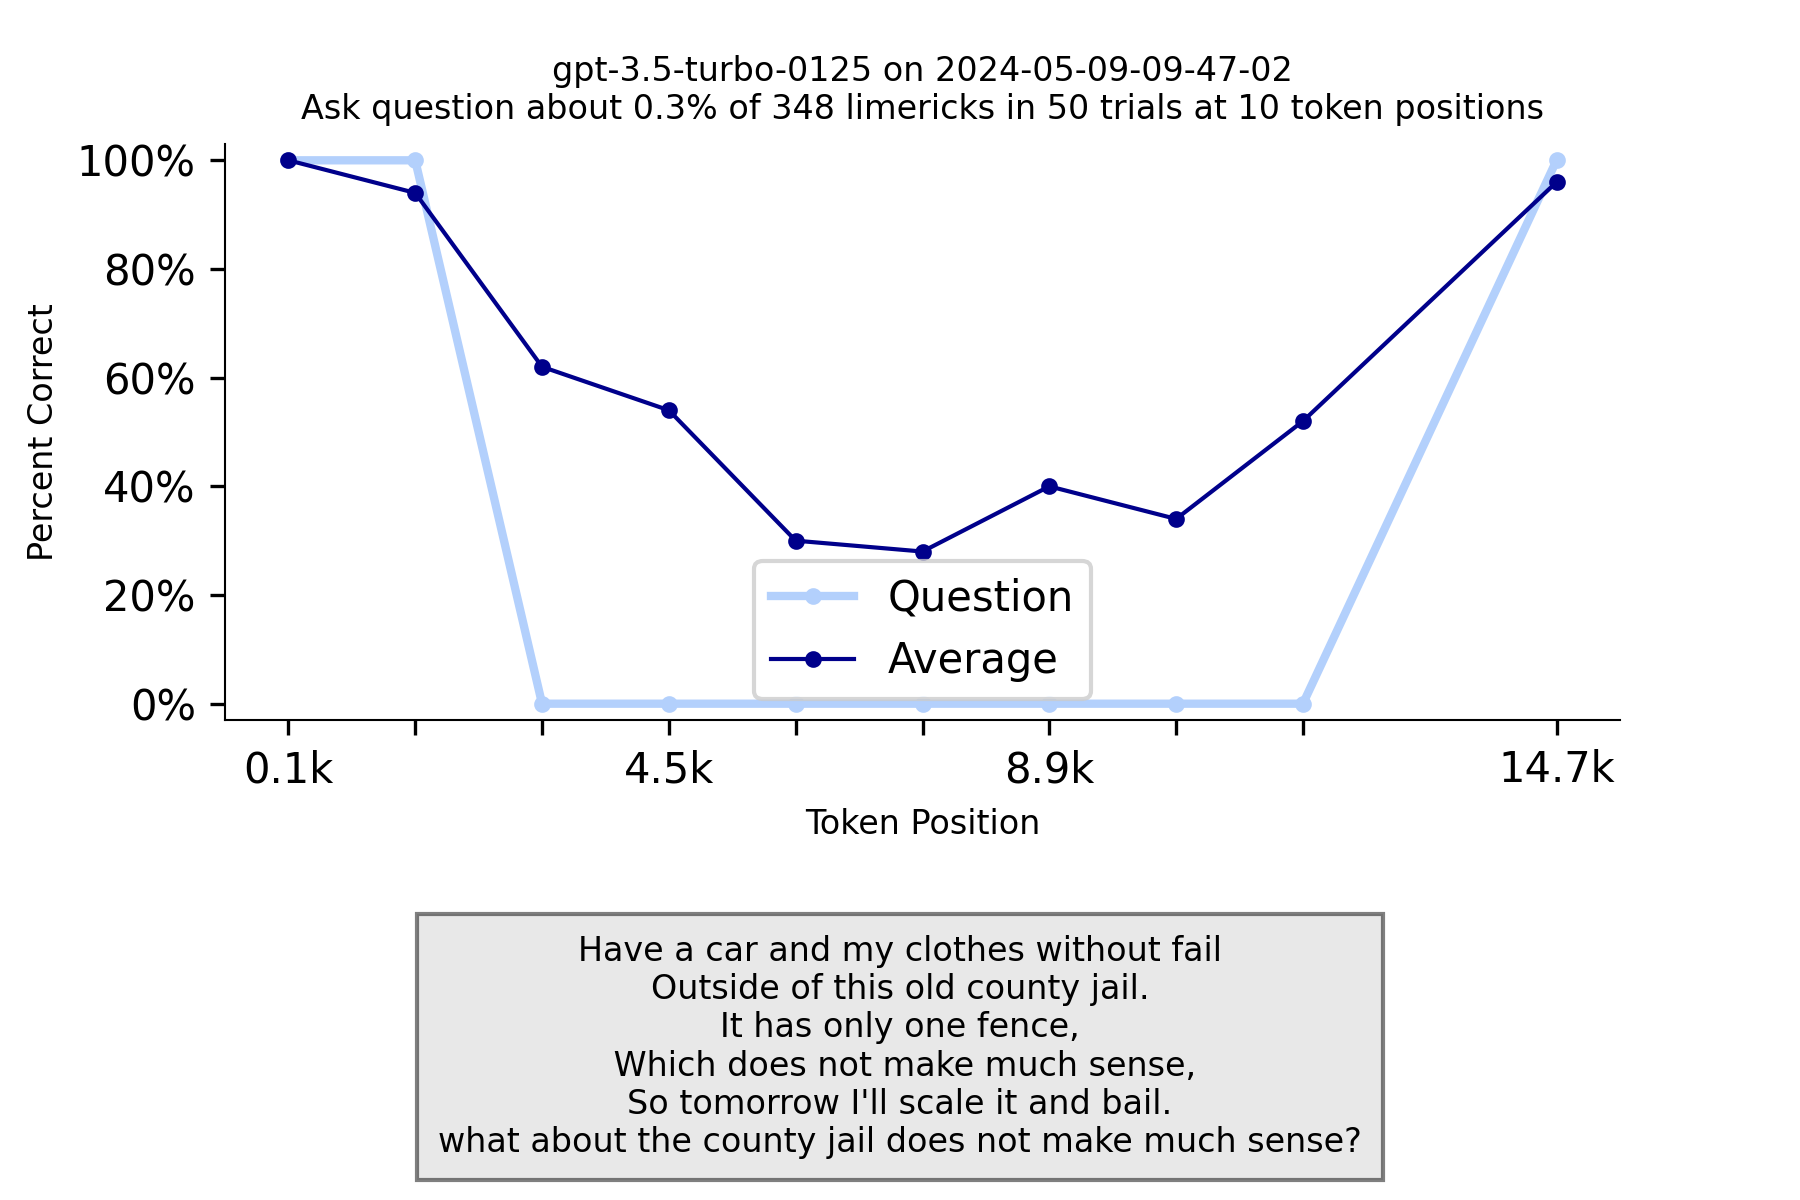 gpt-3.5-turbo-0125 on 2024-05-09-09-47-02
Ask question about 0.3% of 348 limericks in 50 trials at 10 token positions
100%
80%
60%
40%
20%
0%
Percent Correct
Question
Average
0.1k
4.5k
8.9k
14.7k
Token Position
Have a car and my clothes without fail
Outside of this old county jail.
It has only one fence,
Which does not make much sense,
So tomorrow I'll scale it and bail.
what about the county jail does not make much sense?